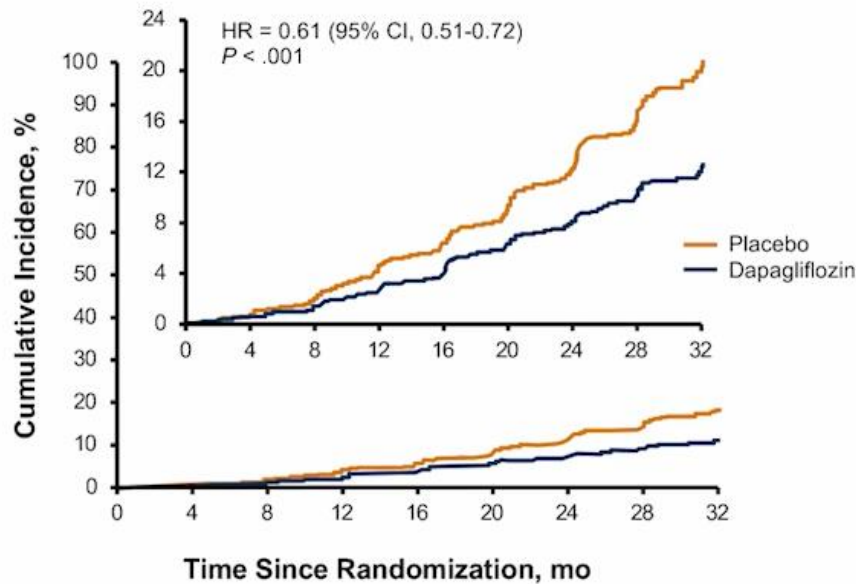 HR = 0.61 (95% CI, 0.51-0.72)
P < .001
24
20
16
12
8
4
0
0 4 8 12 16 20 24 28 32
Placebo
Dapagliflozin
Cumulative Incidence, %
100
90
80
70
60
50
40
30
20
10
0
0 4 8 12 16 20 24 28 32
Time Since Randomization, mo